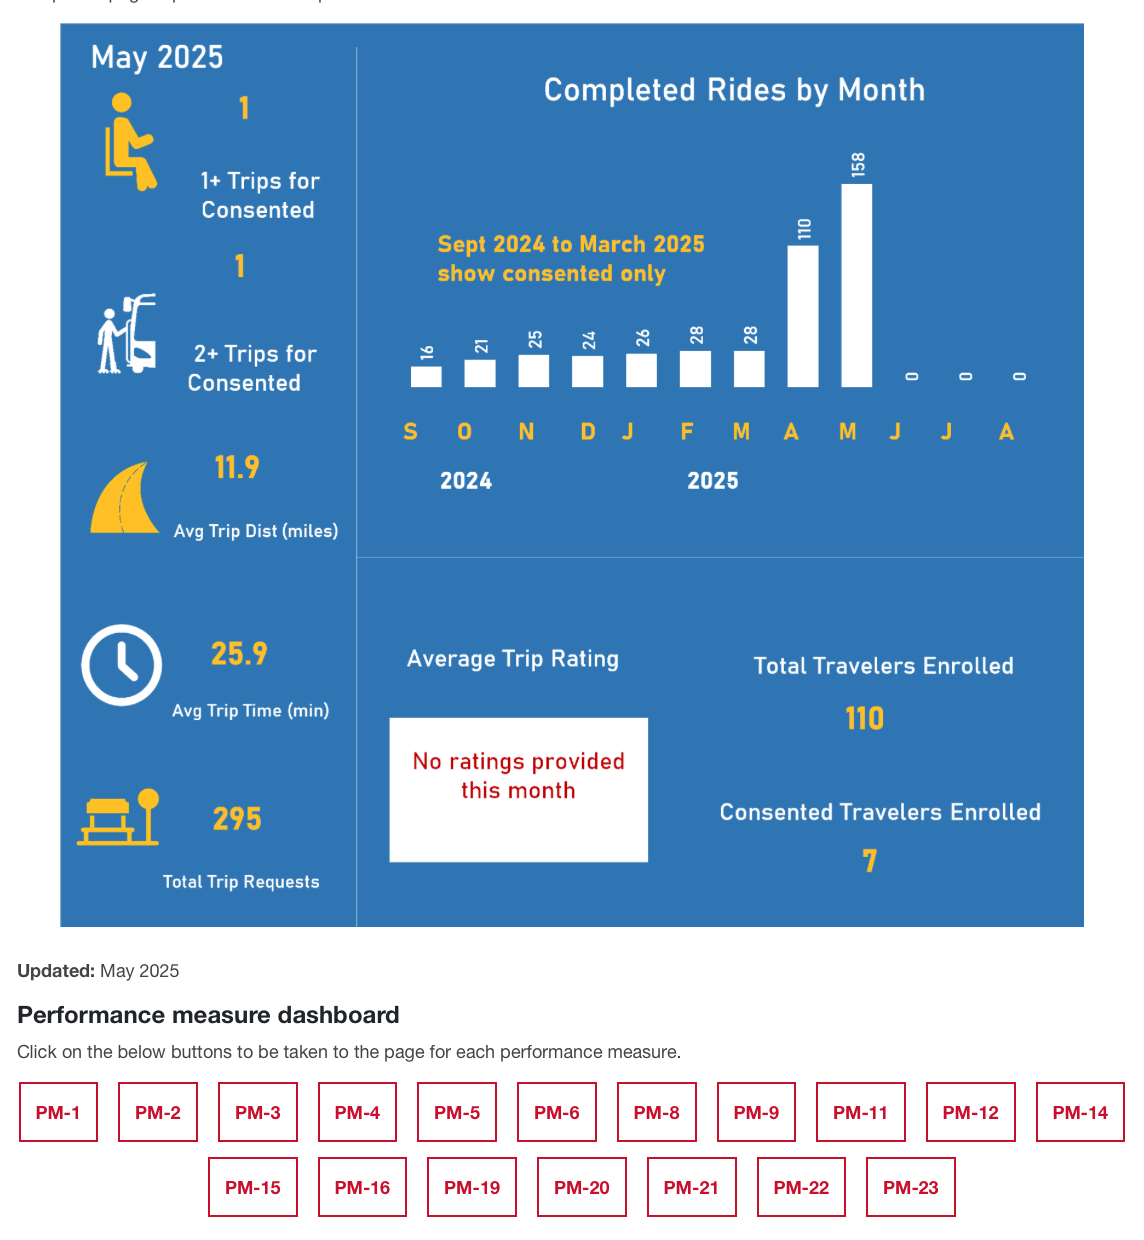 May 2025
1
1+ Trips for
Consented
1
2+ Trips for
Consented
11.9
Avg Trip Dist (miles)
25.9
Avg Trip Time (min)
295
Total Trip Requests
Completed Rides by Month
Sept 2024 to March 2025
show consented only
16 21 25 24 26 28 28 110 158 0 0 0
S O N D J F M A M J J A
2024 2025
Average Trip Rating
No ratings provided
this month
Total Travelers Enrolled
110
Consented Travelers Enrolled
7
Updated: May 2025
Performance measure dashboard
Click on the below buttons to be taken to the page for each performance measure.
PM-1 PM-2 PM-3 PM-4 PM-5 PM-6 PM-8 PM-9 PM-11 PM-12 PM-14
PM-15 PM-16 PM-19 PM-20 PM-21 PM-22 PM-23